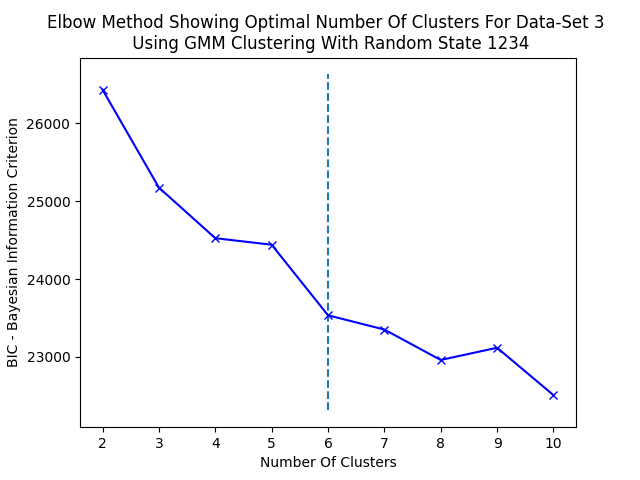 Elbow Method Showing Optimal Number Of Clusters For Data-Set 3
Using GMM Clustering With Random State 1234
BIC - Bayesian Information Criterion
26000
25000
24000
23000
2 3 4 5 6 7 8 9 10
Number Of Clusters